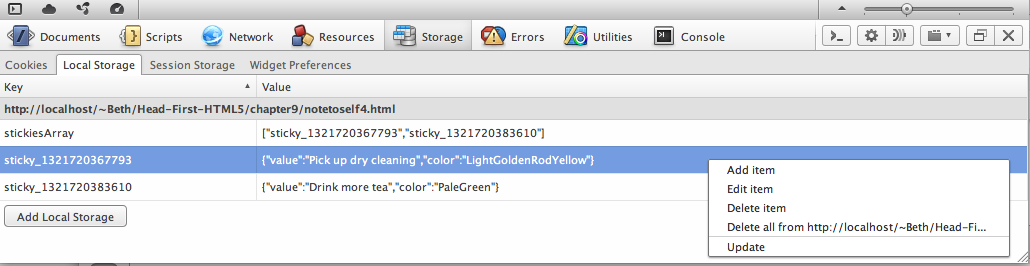 Documents Scripts Network Resources Storage Errors Utilities Console
Cookies Local Storage Session Storage Widget Preferences
Key Value
http://localhost/~Beth/Head-First-HTML5/chapter9/notetoself4.html
stickiesArray ["sticky_1321720367793","sticky_1321720383610"]
sticky_1321720367793 {"value":"Pick up dry cleaning","color":"LightGoldenRodYellow"}
sticky_1321720383610 {"value":"Drink more tea","color":"PaleGreen"}
Add Local Storage
Add item
Edit item
Delete item
Delete all from http://localhost/~Beth/Head-Fi...
Update